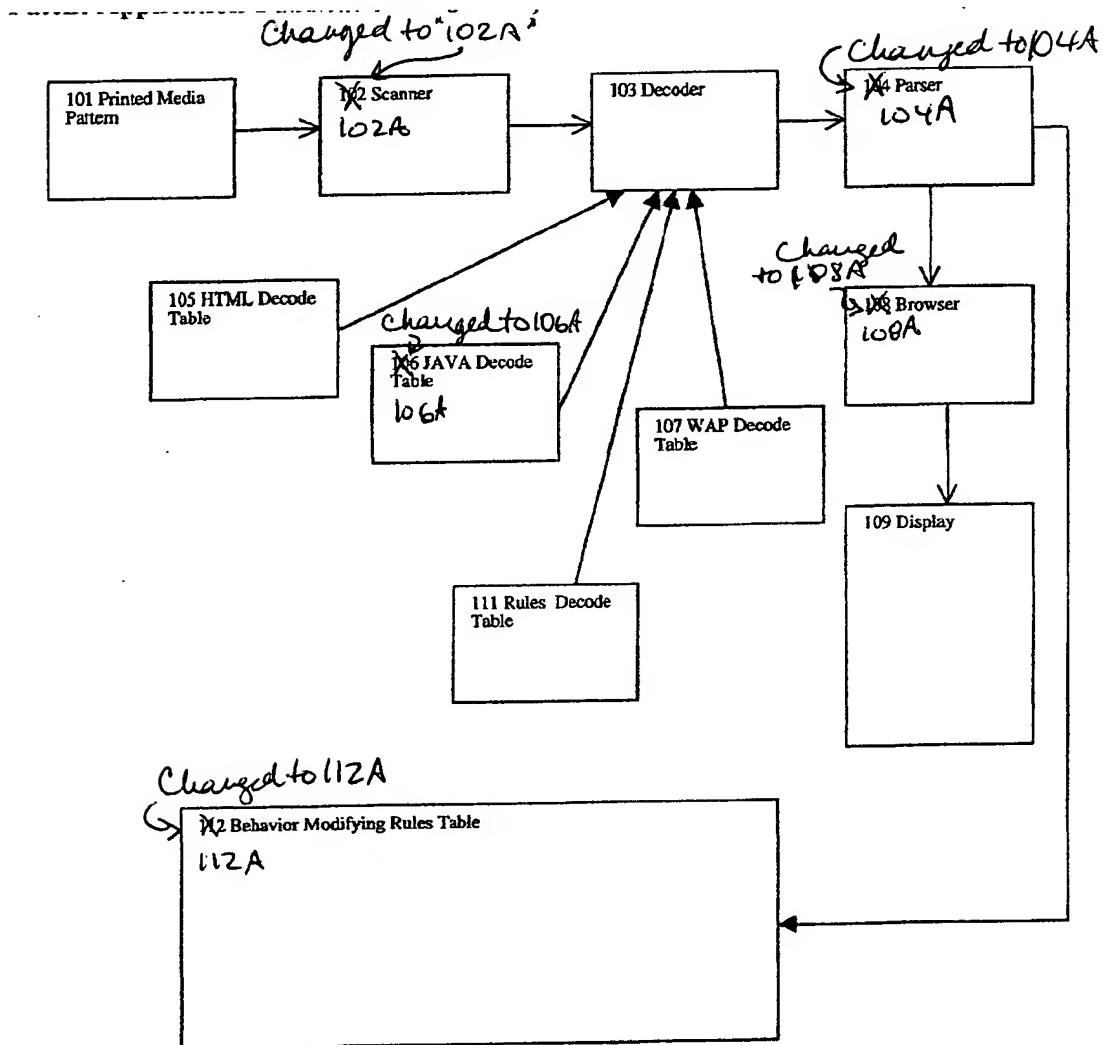 Changed to "102A"
Changed to 104A
101 Printed Media
Pattern
102 Scanner
102A
103 Decoder
104 Parser
104A
Changed
to 108A
105 HTML Decode
Table
Changed to 106A
106 JAVA Decode
Table
106A
108 Browser
108A
107 WAP Decode
Table
109 Display
111 Rules Decode
Table
Changed to 112A
112 Behavior Modifying Rules Table
112A